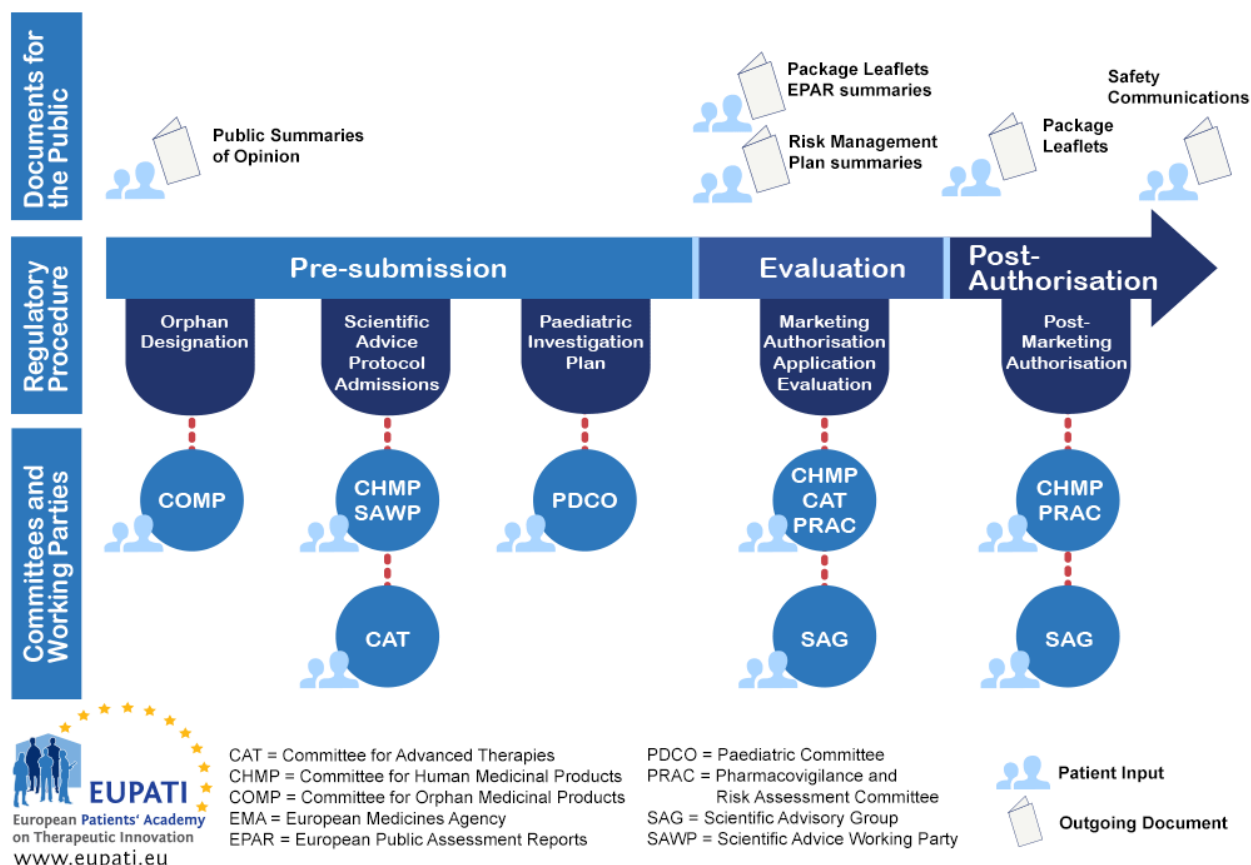 Documents for
the Public
Public Summaries
of Opinion
Package Leaflets
EPAR summaries
Risk Management
Plan summaries
Package
Leaflets
Safety
Communications
Regulatory
Procedure
Pre-submission
Evaluation
Post-
Authorisation
Orphan
Designation
Scientific
Advice
Protocol
Admissions
Paediatric
Investigation
Plan
Marketing
Authorisation
Application
Evaluation
Post-
Marketing
Authorisation
Committees and
Working Parties
COMP
CHMP
SAWP
PDCO
CHMP
CAT
PRAC
CHMP
PRAC
CAT
SAG
SAG
EUPATI
European Patients' Academy
on Therapeutic Innovation
www.eupati.eu
CAT = Committee for Advanced Therapies
CHMP = Committee for Human Medicinal Products
COMP = Committee for Orphan Medicinal Products
EMA = European Medicines Agency
EPAR = European Public Assessment Reports
PDCO = Paediatric Committee
PRAC = Pharmacovigilance and
Risk Assessment Committee
SAG = Scientific Advisory Group
SAWP = Scientific Advice Working Party
Patient Input
Outgoing Document